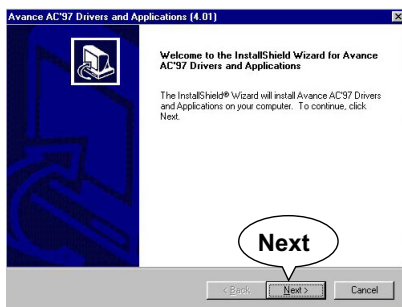 Avance AC'97 Drivers and Applications (4.01)
Welcome to the InstallShield Wizard for Avance
AC'97 Drivers and Applications
The InstallShield® Wizard will install Avance AC'97 Drivers
and Applications on your computer. To continue, click
Next.
Next
< Back
Next >
Cancel